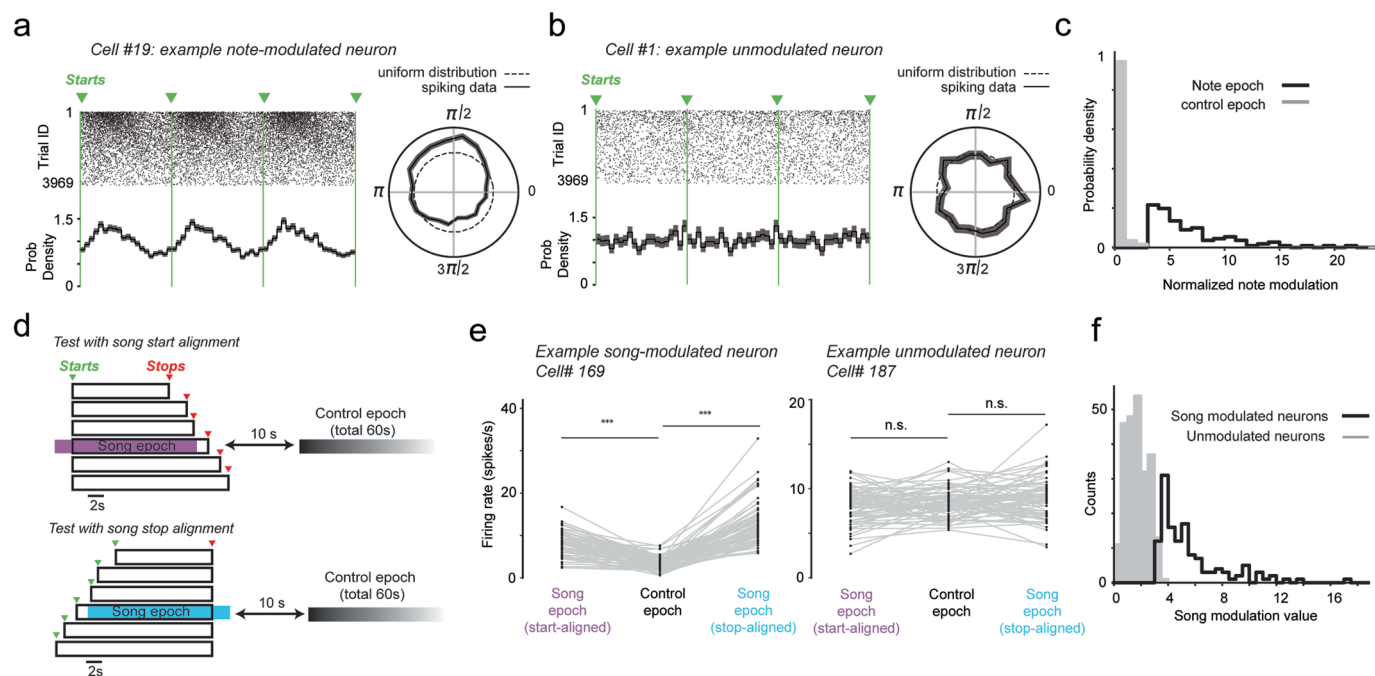 a
Cell #19: example note-modulated neuron
Starts
uniform distribution
spiking data
1
Trial ID
3969
1.5
Prob
Density
0
π/2
π
0
3π/2
b
Cell #1: example unmodulated neuron
Starts
uniform distribution
spiking data
1
Trial ID
3969
1.5
Prob
Density
0
π/2
π
0
3π/2
c
1
Probability density
0
Note epoch
control epoch
0 5 10 15 20
Normalized note modulation
d
Test with song start alignment
Starts Stops
Song epoch
10 s
Control epoch
(total 60s)
2s
Test with song stop alignment
Song epoch
10 s
Control epoch
(total 60s)
2s
e
Example song-modulated neuron
Cell# 169
40
20
0
Firing rate (spikes/s)
*** ***
Song
epoch
(start-aligned)
Control
epoch
Song
epoch
(stop-aligned)
Example unmodulated neuron
Cell# 187
20
10
0
n.s. n.s.
Song
epoch
(start-aligned)
Control
epoch
Song
epoch
(stop-aligned)
f
50
Counts
0
Song modulated neurons
Unmodulated neurons
0 4 8 12 16
Song modulation value